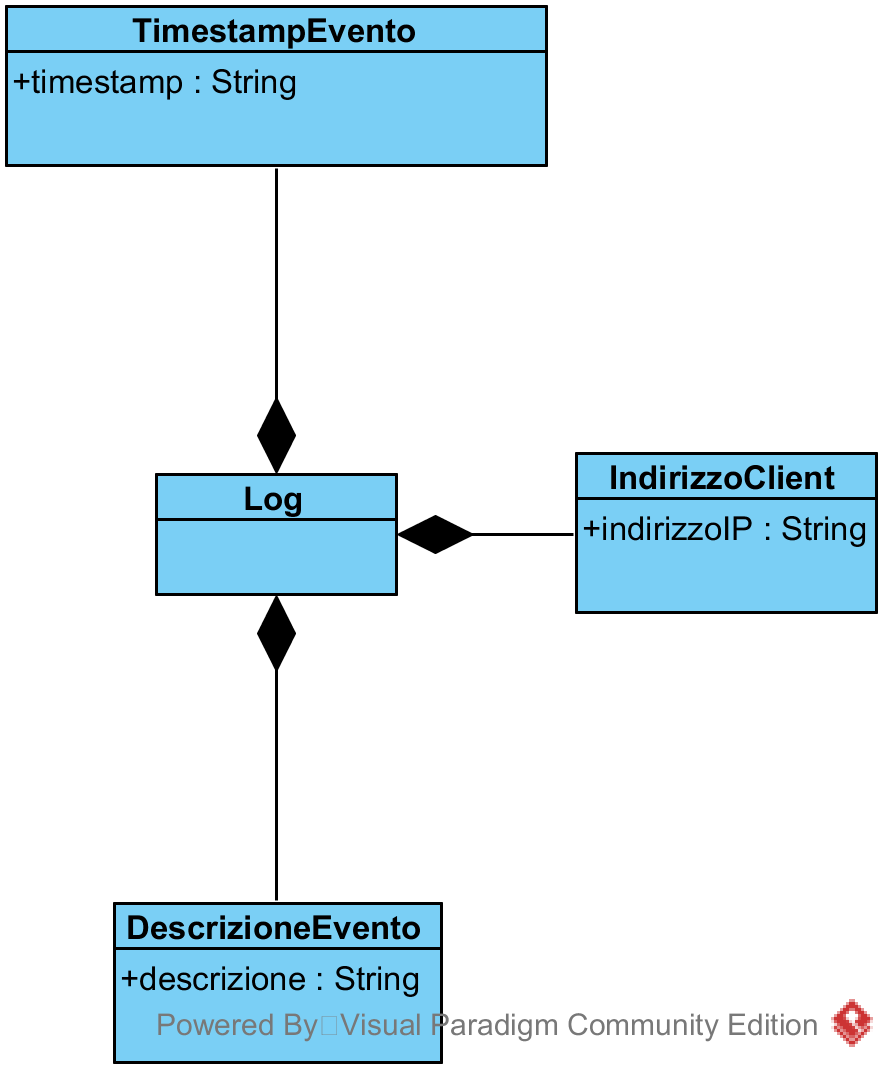 TimestampEvento
+timestamp : String
Log
IndirizzoClient
+indirizzoIP : String
DescrizioneEvento
+descrizione : String
Powered By Visual Paradigm Community Edition